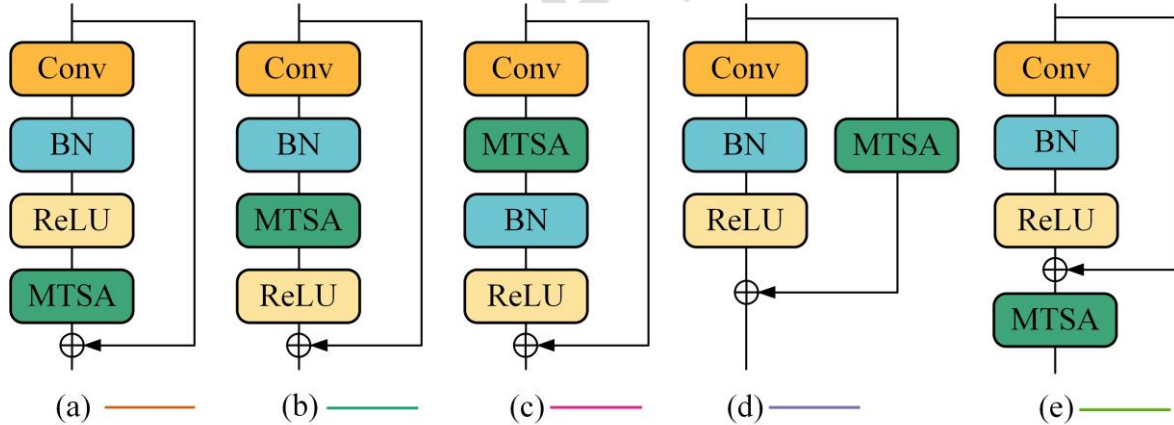 Conv Conv Conv Conv Conv
BN BN MTSA BN MTSA BN
ReLU MTSA BN ReLU ReLU
MTSA ReLU ReLU MTSA
(a) (b) (c) (d) (e)